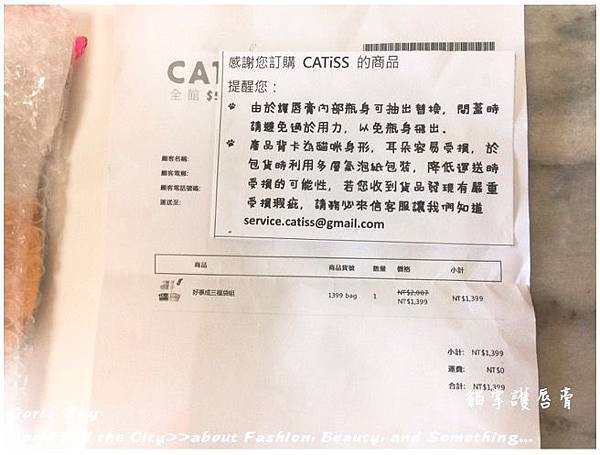 感謝您訂購 CATiSS 的商品
提醒您：
由於護唇膏內部瓶身可抽出替換，開蓋時
請避免過於用力，以免瓶身飛出.
產品背卡為貓咪身形，耳朵容易受損，於
包貨時利用多層氣泡紙包裝，降低運送時
受損的可能性，若您收到貨品發現有嚴重
受損瑕疵，請務必來信客服讓我們知道
service.catiss@gmail.com
CAT
全館 $
顧客名稱:
顧客電郵:
顧客電話號碼:
運送至:
商品 商品貨號 數量 價格 小計
好事成三福袋組 1399 bag 1 NT$2,007 NT$1,399
NT$1,399
小計: NT$1,399
運費: NT$0
合計: NT$1,399
貓掌護唇膏
the City>>about Fashion, Beauty, and Something...